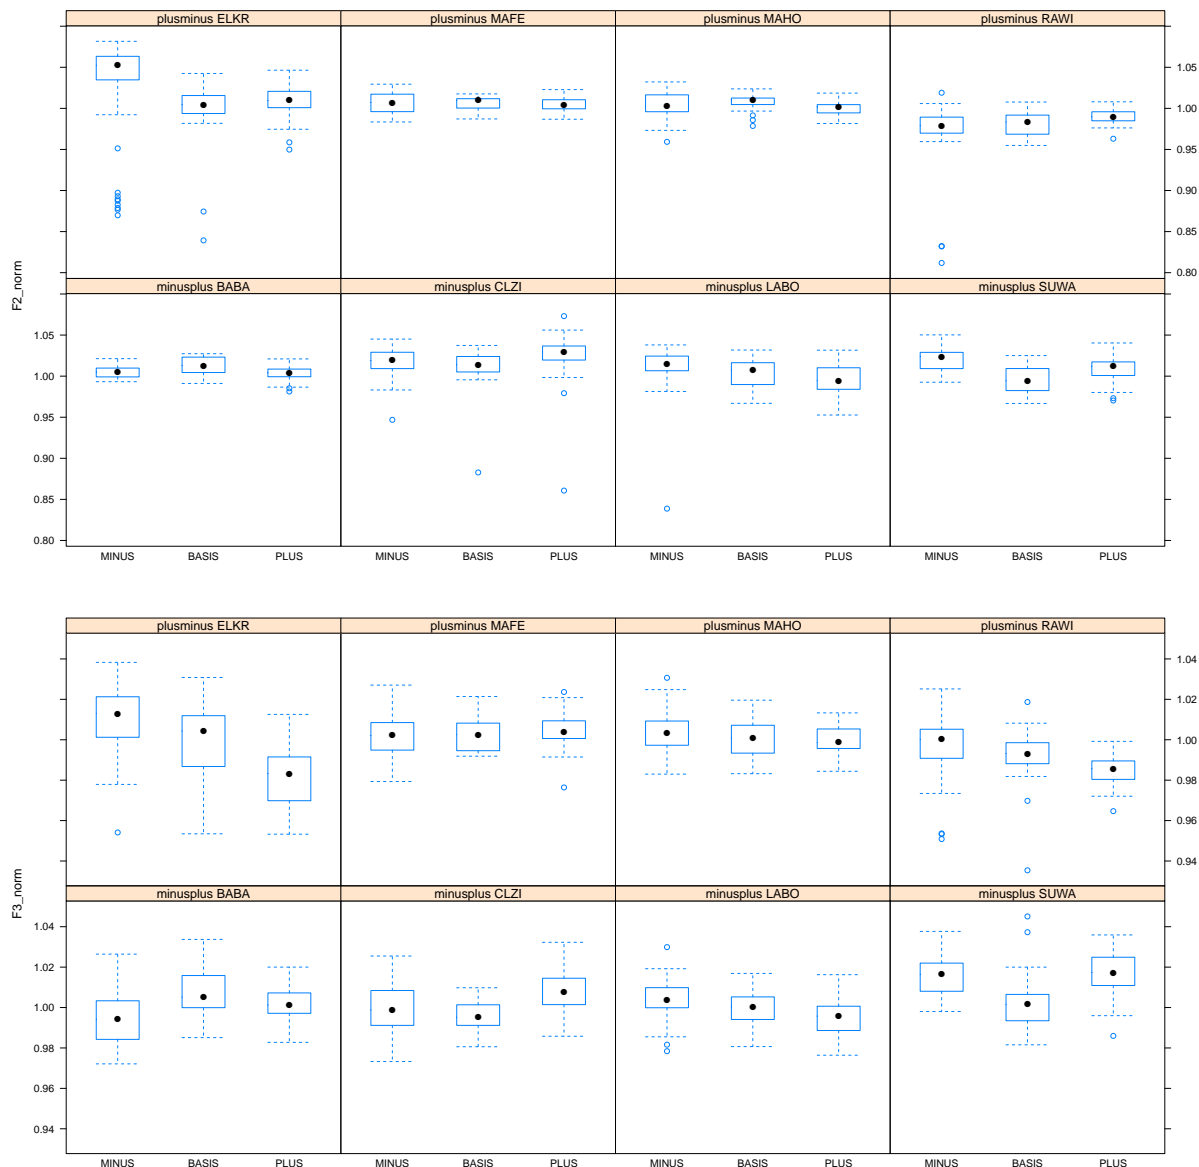 plusminus ELKR plusminus MAFE plusminus MAHO plusminus RAWI
1.05
1.00
0.95
0.85
0.80
F2_norm
minusplus BABA minusplus CLZI minusplus LABO minusplus SUWA
1.05
1.00
0.95
0.90
0.85
0.80
MINUS BASIS PLUS MINUS BASIS PLUS MINUS BASIS PLUS MINUS BASIS PLUS
plusminus ELKR plusminus MAFE plusminus MAHO plusminus RAWI
1.04
1.02
1.00
0.98
0.96
0.94
F3_norm
minusplus BABA minusplus CLZI minusplus LABO minusplus SUWA
1.04
1.02
1.00
0.98
0.96
0.94
MINUS BASIS PLUS MINUS BASIS PLUS MINUS BASIS PLUS MINUS BASIS PLUS